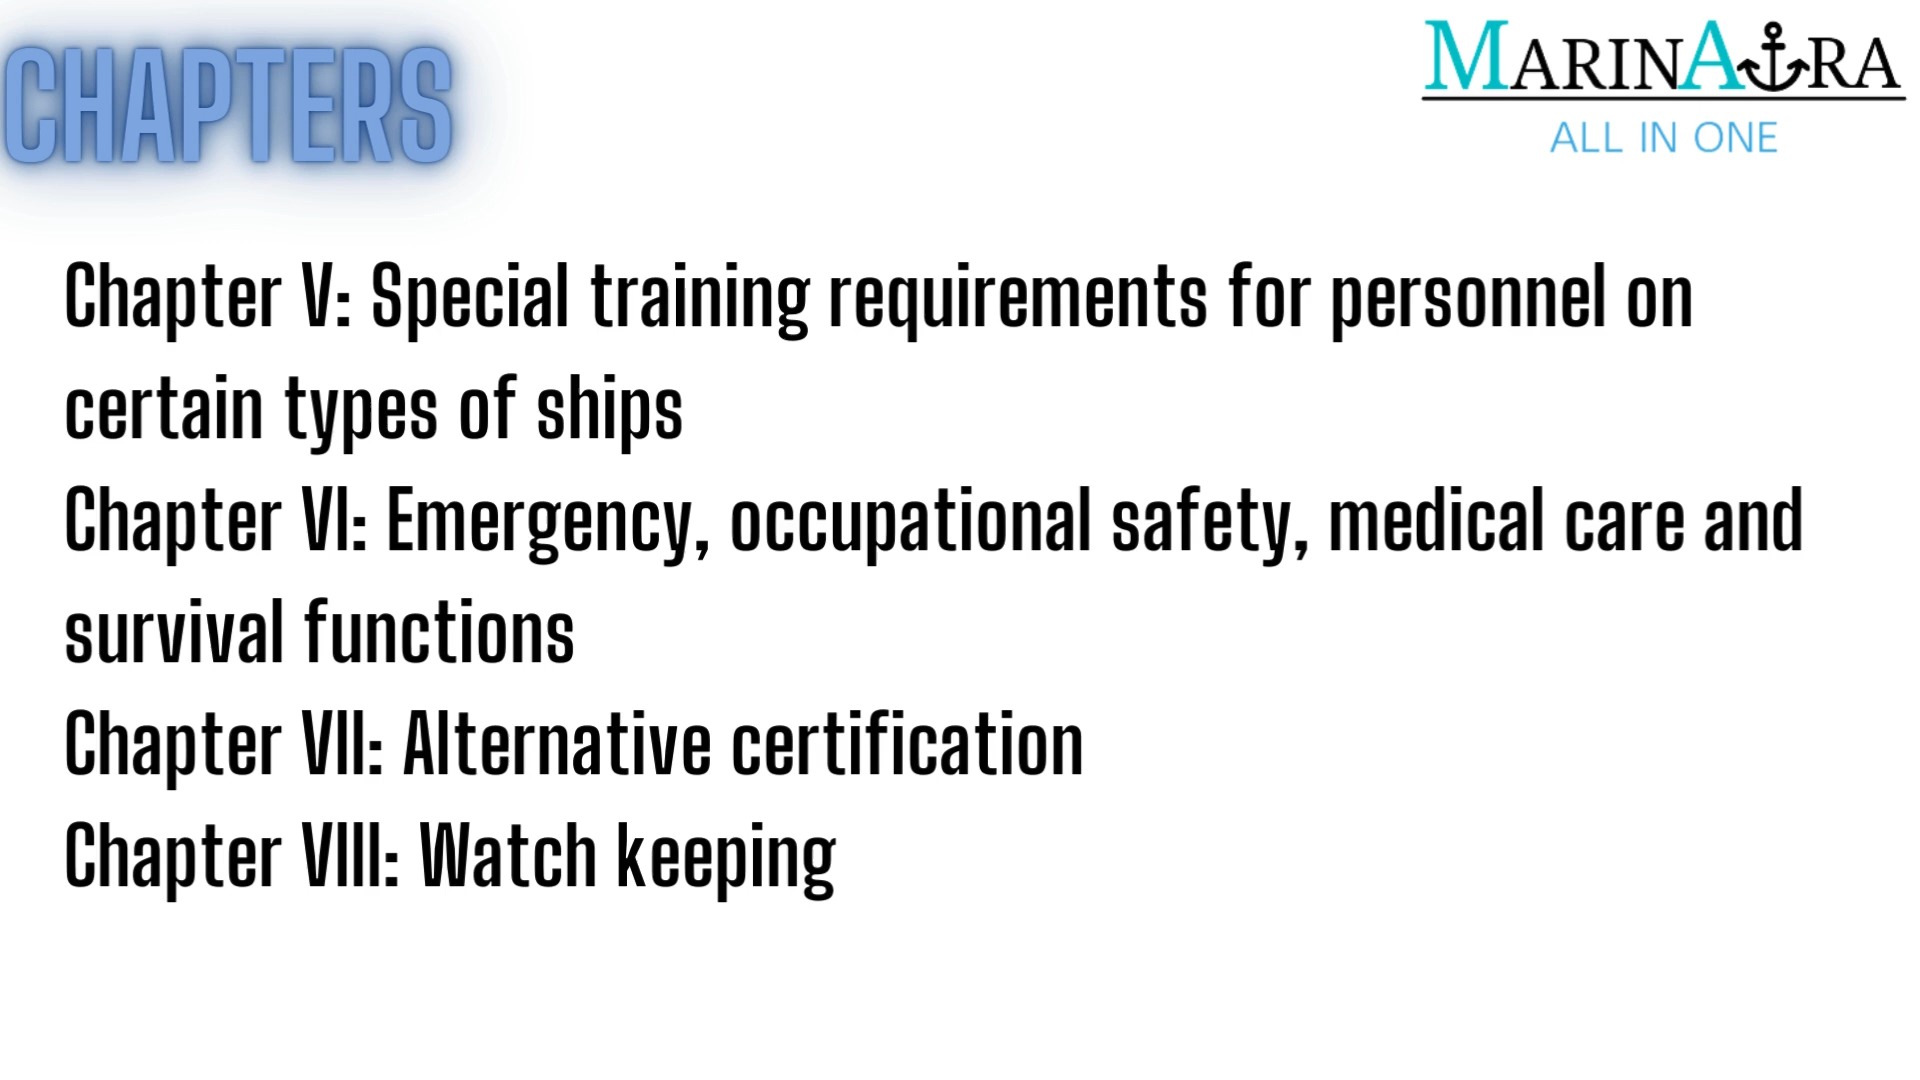 CHAPTERS
MARINAURA
ALL IN ONE
Chapter V: Special training requirements for personnel on
certain types of ships
Chapter VI: Emergency, occupational safety, medical care and
survival functions
Chapter VII: Alternative certification
Chapter VIII: Watch keeping